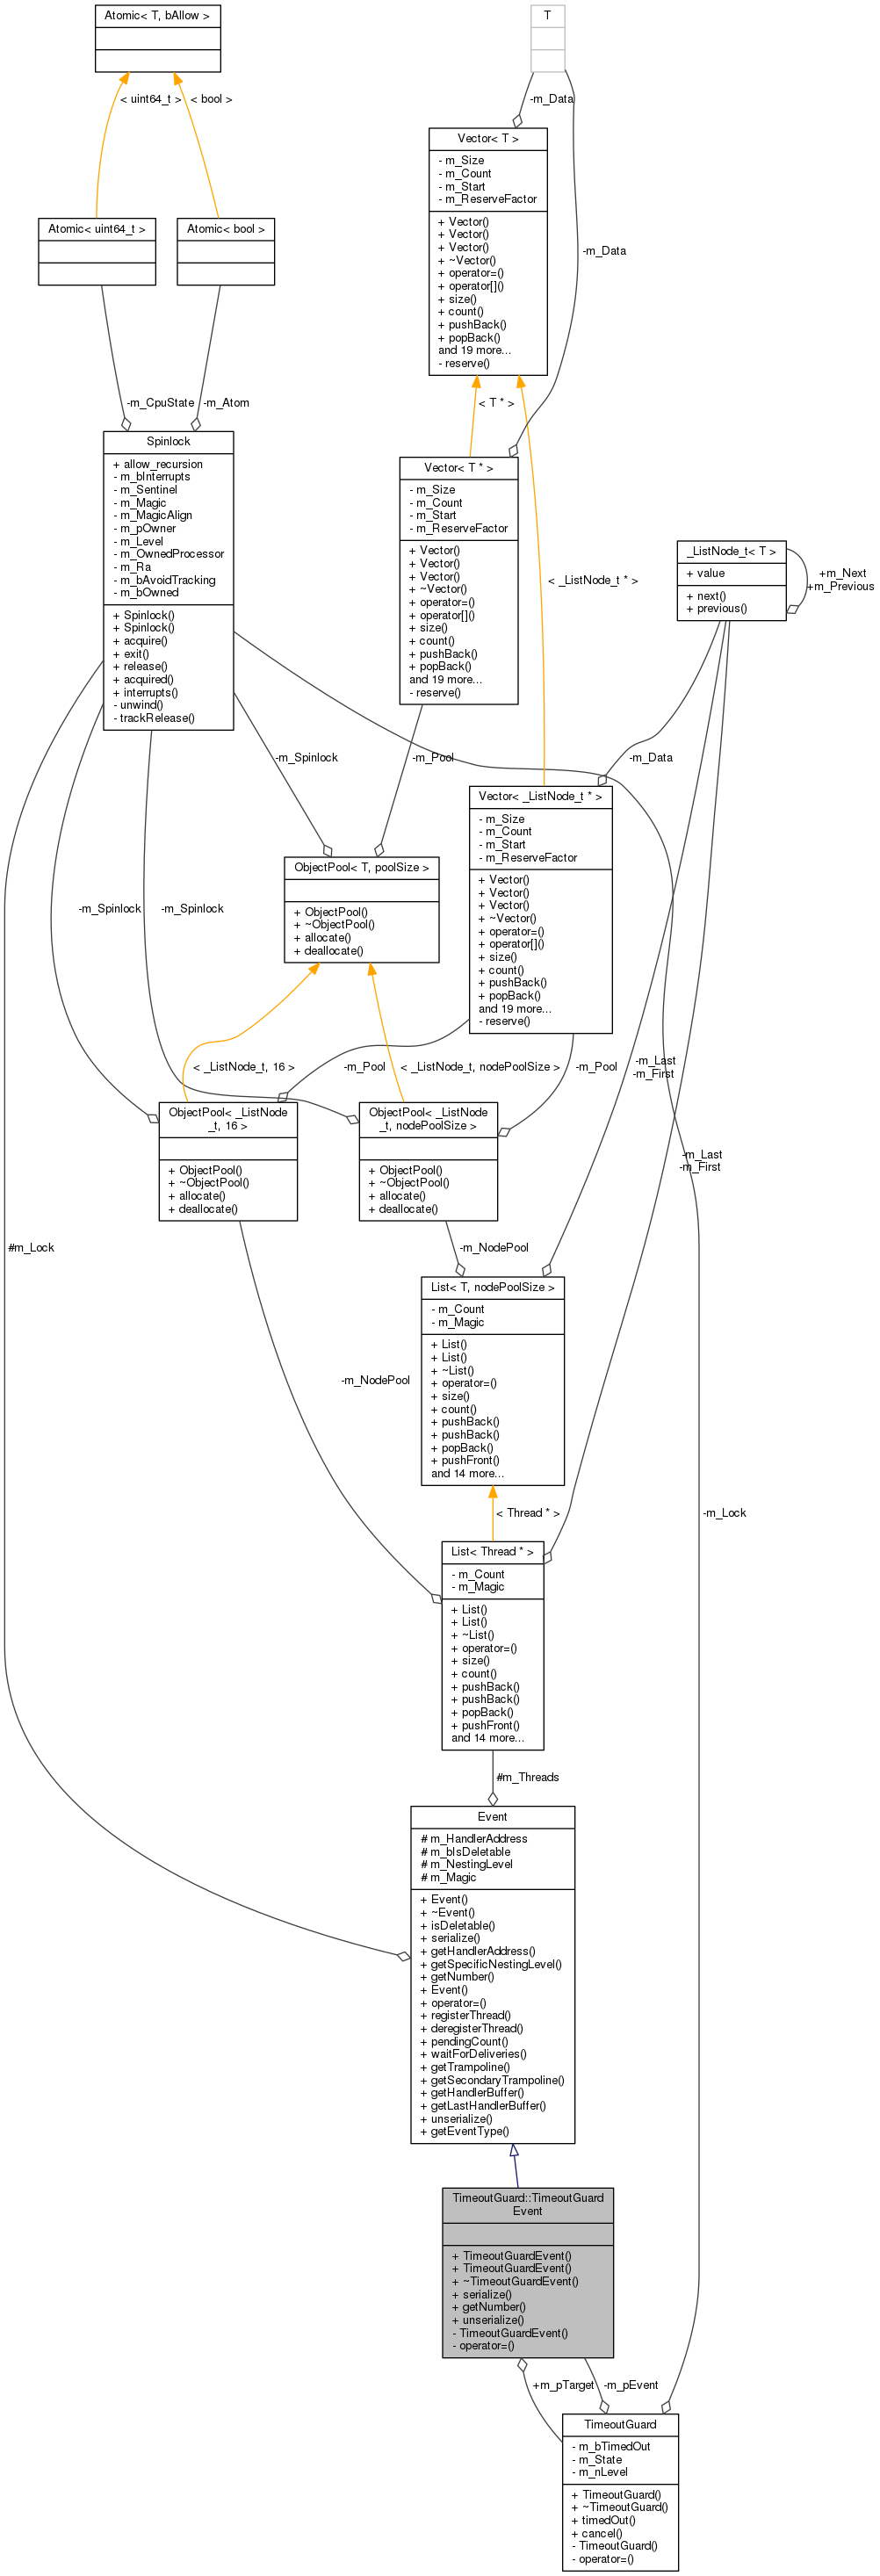 Atomic< T, bAllow >
T
< uint64_t >
< bool >
-m_Data
Vector< T >
- m_Size
- m_Count
- m_Start
- m_ReserveFactor
+ Vector()
+ Vector()
+ Vector()
+ ~Vector()
+ operator=()
+ operator[]()
+ size()
+ count()
+ pushBack()
+ popBack()
and 19 more...
- reserve()
Atomic< uint64_t >
Atomic< bool >
-m_Data
-m_CpuState
-m_Atom
< T * >
Spinlock
+ allow_recursion
- m_bInterrupts
- m_Sentinel
- m_Magic
- m_MagicAlign
- m_pOwner
- m_Level
- m_OwnedProcessor
- m_Ra
- m_bAvoidTracking
- m_bOwned
+ Spinlock()
+ Spinlock()
+ acquire()
+ exit()
+ release()
+ acquired()
+ interrupts()
- unwind()
- trackRelease()
Vector< T * >
- m_Size
- m_Count
- m_Start
- m_ReserveFactor
+ Vector()
+ Vector()
+ Vector()
+ ~Vector()
+ operator=()
+ operator[]()
+ size()
+ count()
+ pushBack()
+ popBack()
and 19 more...
- reserve()
< _ListNode_t * >
_ListNode_t< T >
+ value
+ next()
+ previous()
+m_Next
+m_Previous
-m_Spinlock
-m_Pool
-m_Data
Vector< _ListNode_t * >
- m_Size
- m_Count
- m_Start
- m_ReserveFactor
+ Vector()
+ Vector()
+ Vector()
+ ~Vector()
+ operator=()
+ operator[]()
+ size()
+ count()
+ pushBack()
+ popBack()
and 19 more...
- reserve()
ObjectPool< T, poolSize >
+ ObjectPool()
+ ~ObjectPool()
+ allocate()
+ deallocate()
-m_Spinlock
-m_Spinlock
< _ListNode_t, 16 >
-m_Pool
< _ListNode_t, nodePoolSize >
-m_Pool
-m_Last
-m_First
ObjectPool< _ListNode
_t, 16 >
+ ObjectPool()
+ ~ObjectPool()
+ allocate()
+ deallocate()
ObjectPool< _ListNode
_t, nodePoolSize >
+ ObjectPool()
+ ~ObjectPool()
+ allocate()
+ deallocate()
-m_Last
-m_First
#m_Lock
-m_NodePool
List< T, nodePoolSize >
- m_Count
- m_Magic
+ List()
+ List()
+ ~List()
+ operator=()
+ size()
+ count()
+ pushBack()
+ pushBack()
+ popBack()
+ pushFront()
and 14 more...
-m_NodePool
< Thread * >
-m_Lock
List< Thread * >
- m_Count
- m_Magic
+ List()
+ List()
+ ~List()
+ operator=()
+ size()
+ count()
+ pushBack()
+ pushBack()
+ popBack()
+ pushFront()
and 14 more...
#m_Threads
Event
# m_HandlerAddress
# m_bIsDeletable
# m_NestingLevel
# m_Magic
+ Event()
+ ~Event()
+ isDeletable()
+ serialize()
+ getHandlerAddress()
+ getSpecificNestingLevel()
+ getNumber()
+ Event()
+ operator=()
+ registerThread()
+ deregisterThread()
+ pendingCount()
+ waitForDeliveries()
+ getTrampoline()
+ getSecondaryTrampoline()
+ getHandlerBuffer()
+ getLastHandlerBuffer()
+ unserialize()
+ getEventType()
TimeoutGuard::TimeoutGuard
Event
+ TimeoutGuardEvent()
+ TimeoutGuardEvent()
+ ~TimeoutGuardEvent()
+ serialize()
+ getNumber()
+ unserialize()
- TimeoutGuardEvent()
- operator=()
+m_pTarget
-m_pEvent
TimeoutGuard
- m_bTimedOut
- m_State
- m_nLevel
+ TimeoutGuard()
+ ~TimeoutGuard()
+ timedOut()
+ cancel()
- TimeoutGuard()
- operator=()